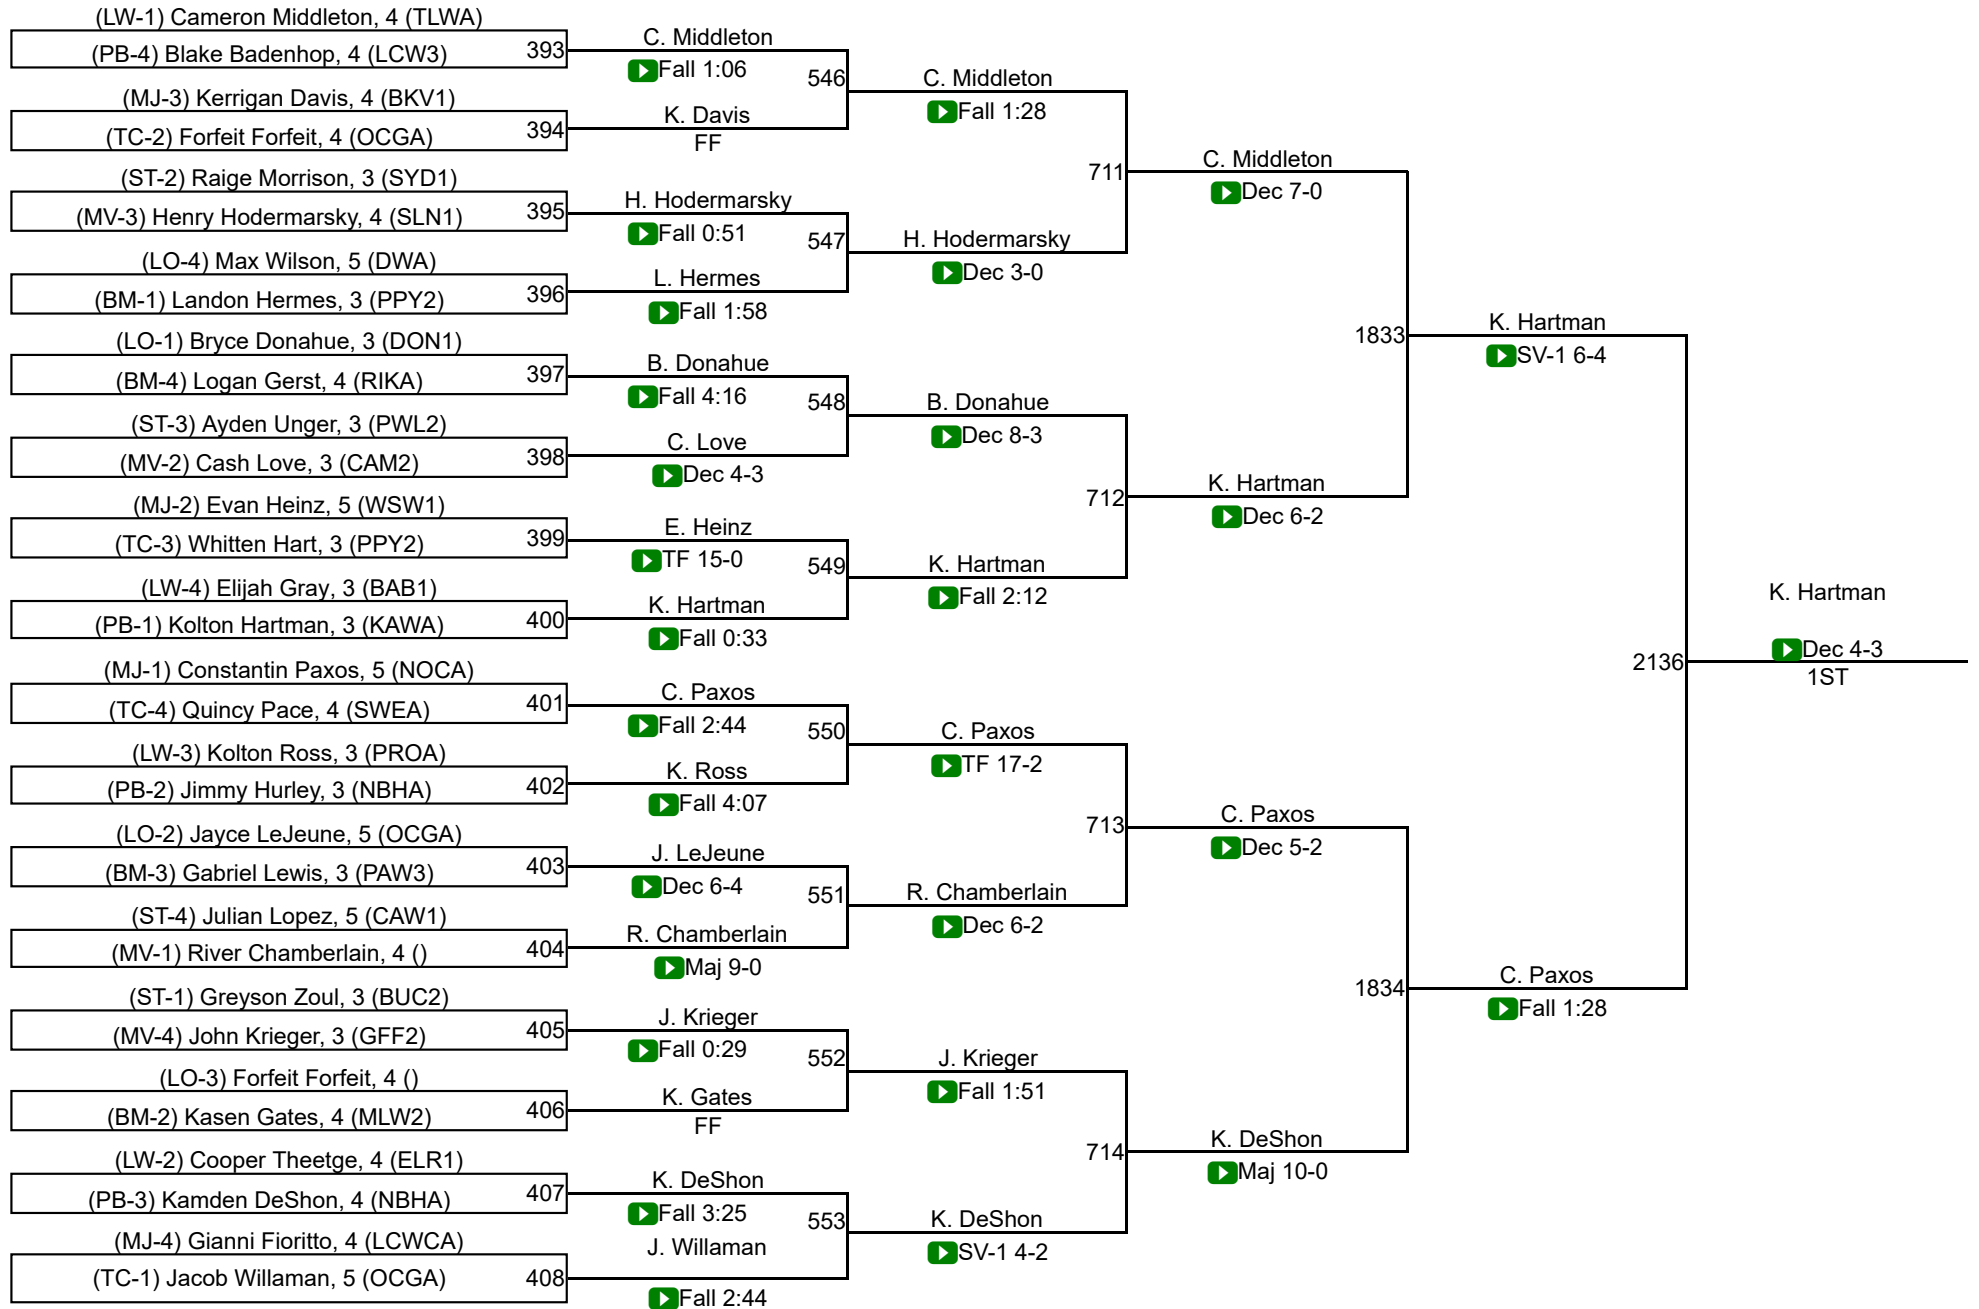 (LW-1) Cameron Middleton, 4 (TLWA)
(PB-4) Blake Badenhop, 4 (LCW3)
393
(MJ-3) Kerrigan Davis, 4 (BKV1)
(TC-2) Forfeit Forfeit, 4 (OCGA)
394
(ST-2) Raige Morrison, 3 (SYD1)
(MV-3) Henry Hodermarsky, 4 (SLN1)
395
(LO-4) Max Wilson, 5 (DWA)
(BM-1) Landon Hermes, 3 (PPY2)
396
(LO-1) Bryce Donahue, 3 (DON1)
(BM-4) Logan Gerst, 4 (RIKA)
397
(ST-3) Ayden Unger, 3 (PWL2)
(MV-2) Cash Love, 3 (CAM2)
398
(MJ-2) Evan Heinz, 5 (WSW1)
(TC-3) Whitten Hart, 3 (PPY2)
399
(LW-4) Elijah Gray, 3 (BAB1)
(PB-1) Kolton Hartman, 3 (KAWA)
400
(MJ-1) Constantin Paxos, 5 (NOCA)
(TC-4) Quincy Pace, 4 (SWEA)
401
(LW-3) Kolton Ross, 3 (PROA)
(PB-2) Jimmy Hurley, 3 (NBHA)
402
(LO-2) Jayce LeJeune, 5 (OCGA)
(BM-3) Gabriel Lewis, 3 (PAW3)
403
(ST-4) Julian Lopez, 5 (CAW1)
(MV-1) River Chamberlain, 4 ()
404
(ST-1) Greyson Zoul, 3 (BUC2)
(MV-4) John Krieger, 3 (GFF2)
405
(LO-3) Forfeit Forfeit, 4 ()
(BM-2) Kasen Gates, 4 (MLW2)
406
(LW-2) Cooper Theetge, 4 (ELR1)
(PB-3) Kamden DeShon, 4 (NBHA)
407
(MJ-4) Gianni Fioritto, 4 (LCWCA)
(TC-1) Jacob Willaman, 5 (OCGA)
408
C. Middleton
Fall 1:06
546
K. Davis
FF
H. Hodermarsky
Fall 0:51
547
L. Hermes
Fall 1:58
B. Donahue
Fall 4:16
548
C. Love
Dec 4-3
E. Heinz
TF 15-0
549
K. Hartman
Fall 0:33
C. Paxos
Fall 2:44
550
K. Ross
Fall 4:07
J. LeJeune
Dec 6-4
551
R. Chamberlain
Maj 9-0
J. Krieger
Fall 0:29
552
K. Gates
FF
K. DeShon
Fall 3:25
553
J. Willaman
Fall 2:44
C. Middleton
Fall 1:28
711
H. Hodermarsky
Dec 3-0
B. Donahue
Dec 8-3
712
K. Hartman
Fall 2:12
C. Paxos
TF 17-2
713
R. Chamberlain
Dec 6-2
J. Krieger
Fall 1:51
714
K. DeShon
SV-1 4-2
C. Middleton
Dec 7-0
1833
K. Hartman
Dec 6-2
C. Paxos
Dec 5-2
1834
K. DeShon
Maj 10-0
K. Hartman
SV-1 6-4
2136
C. Paxos
Fall 1:28
K. Hartman
Dec 4-3
1ST